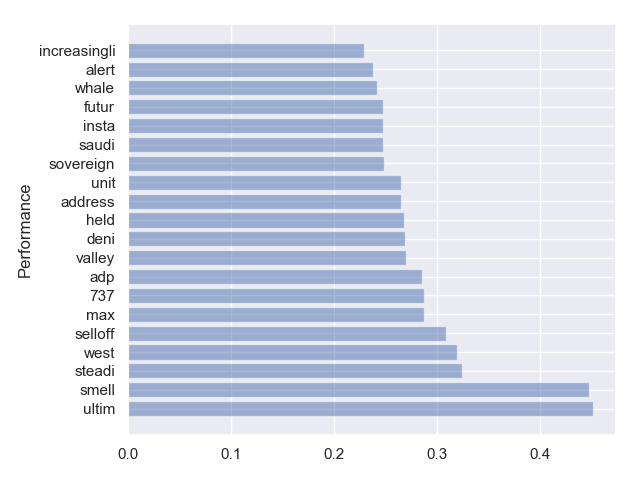 increasingli
alert
whale
futur
insta
saudi
sovereign
unit
address
held
deni
valley
adp
737
max
selloff
west
steadi
smell
ultim
Performance
0.0 0.1 0.2 0.3 0.4